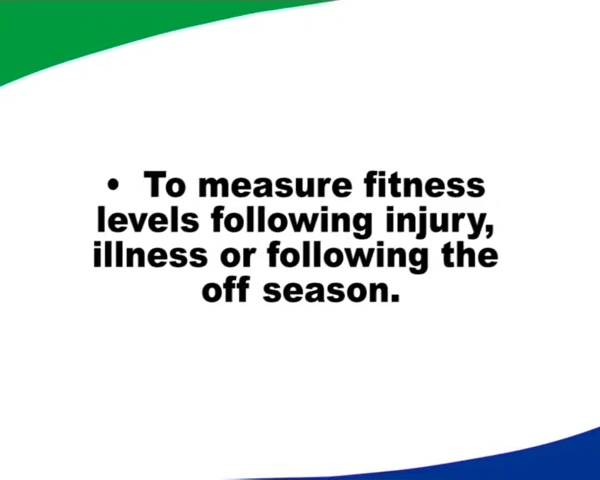 • To measure fitness
levels following injury,
illness or following the
off season.